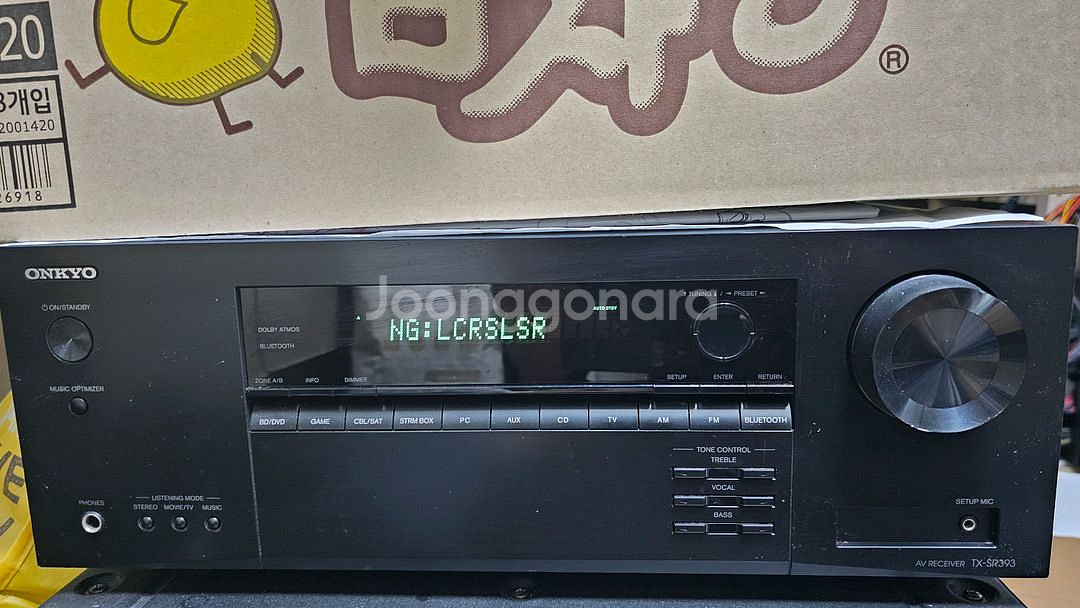 20
3개입
2001420
26918
감자
®
Joonggonara
ONKYO
ON/STANDBY
MUSIC OPTIMIZER
DOLBY ATMOS
BLUETOOTH
AUTO STBY
NG:LCRSLSR
TUNING / PRESET
ZONE A/B INFO DIMMER
SETUP ENTER RETURN
BD/DVD GAME CBL/SAT STRM BOX PC AUX CD TV AM FM BLUETOOTH
TONE CONTROL
TREBLE
VOCAL
BASS
PHONES
LISTENING MODE
STEREO MOVIE/TV MUSIC
SETUP MIC
AV RECEIVER TX-SR393